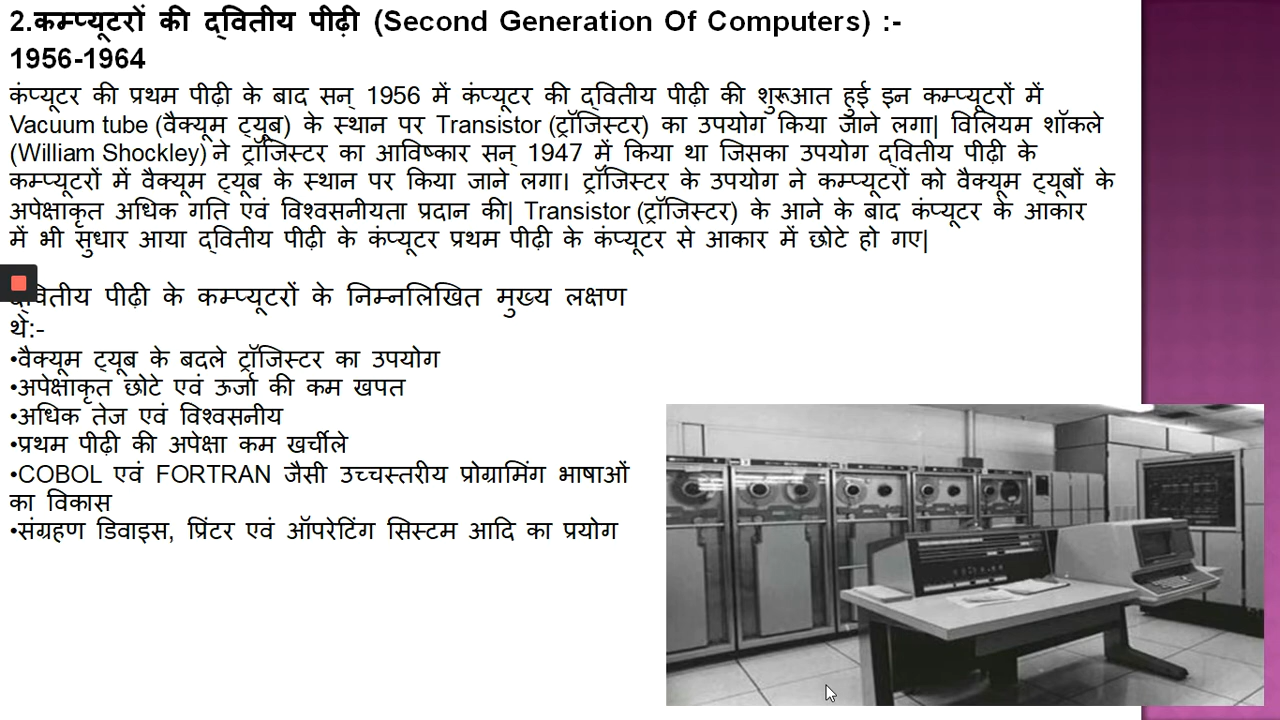 2.कम्प्यूटरों की द्वितीय पीढ़ी (Second Generation Of Computers) :-
1956-1964
कंप्यूटर की प्रथम पीढ़ी के बाद सन् 1956 में कंप्यूटर की द्वितीय पीढ़ी की शुरूआत हुई इन कम्प्यूटरों में
Vacuum tube (वैक्यूम ट्यूब) के स्थान पर Transistor (ट्रॉजिस्टर) का उपयोग किया जाने लगा| विलियम शॉकले
(William Shockley) ने ट्रॉजिस्टर का आविष्कार सन् 1947 में किया था जिसका उपयोग द्वितीय पीढ़ी के
कम्प्यूटरों में वैक्यूम ट्यूब के स्थान पर किया जाने लगा। ट्रॉजिस्टर के उपयोग ने कम्प्यूटरों को वैक्यूम ट्यूबों के
अपेक्षाकृत अधिक गति एवं विश्वसनीयता प्रदान की| Transistor (ट्रॉजिस्टर) के आने के बाद कंप्यूटर के आकार
में भी सुधार आया द्वितीय पीढ़ी के कंप्यूटर प्रथम पीढ़ी के कंप्यूटर से आकार में छोटे हो गए|
द्वितीय पीढ़ी के कम्प्यूटरों के निम्नलिखित मुख्य लक्षण
थे:-
•वैक्यूम ट्यूब के बदले ट्रॉजिस्टर का उपयोग
•अपेक्षाकृत छोटे एवं ऊर्जा की कम खपत
•अधिक तेज एवं विश्वसनीय
•प्रथम पीढ़ी की अपेक्षा कम खर्चीले
•COBOL एवं FORTRAN जैसी उच्चस्तरीय प्रोग्रामिंग भाषाओं
का विकास
•संग्रहण डिवाइस, प्रिंटर एवं ऑपरेटिंग सिस्टम आदि का प्रयोग